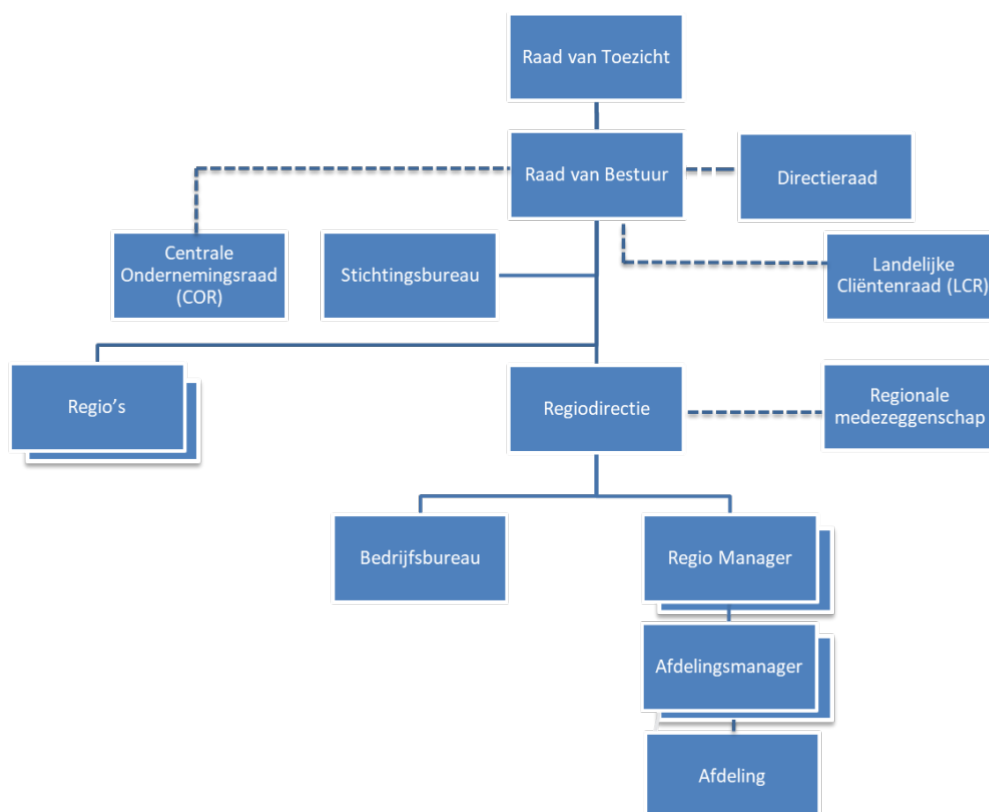 Raad van Toezicht
Raad van Bestuur
Directieraad
Centrale
Ondernemingsraad
(COR)
Stichtingsbureau
Landelijke
Cliëntenraad (LCR)
Regio’s
Regiodirectie
Regionale
medezeggenschap
Bedrijfsbureau
Regio Manager
Afdelingsmanager
Afdeling